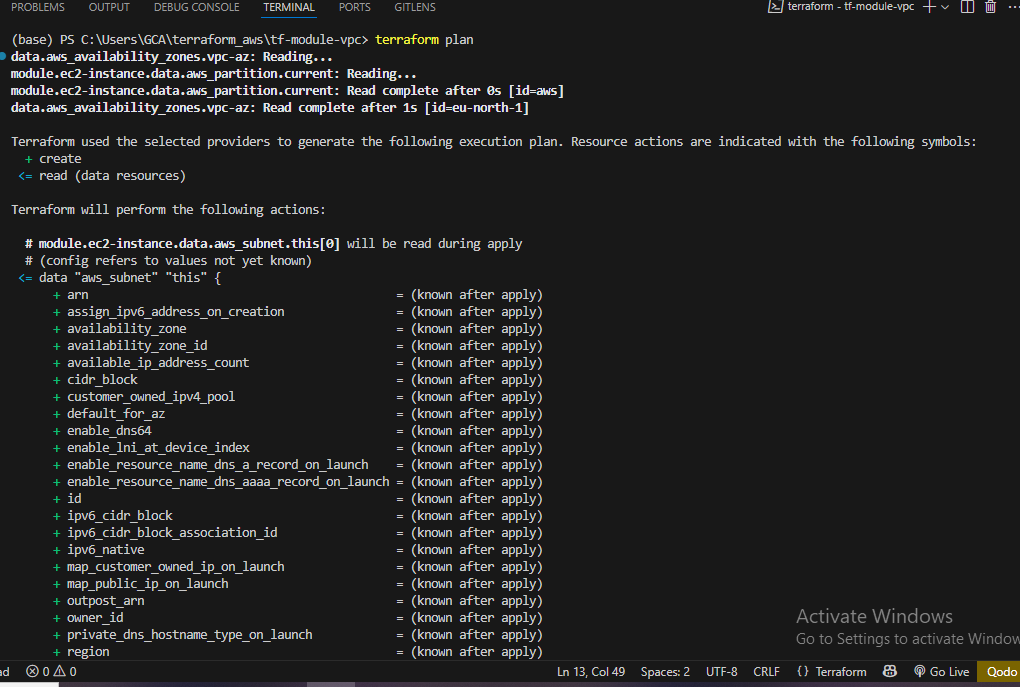 PROBLEMS OUTPUT DEBUG CONSOLE TERMINAL PORTS GITLENS terraform - tf-module-vpc
(base) PS C:\Users\GCA\terraform_aws\tf-module-vpc> terraform plan
data.aws_availability_zones.vpc-az: Reading...
module.ec2-instance.data.aws_partition.current: Reading...
module.ec2-instance.data.aws_partition.current: Read complete after 0s [id=aws]
data.aws_availability_zones.vpc-az: Read complete after 1s [id=eu-north-1]
Terraform used the selected providers to generate the following execution plan. Resource actions are indicated with the following symbols:
+ create
<= read (data resources)
Terraform will perform the following actions:
# module.ec2-instance.data.aws_subnet.this[0] will be read during apply
# (config refers to values not yet known)
<= data "aws_subnet" "this" {
+ arn = (known after apply)
+ assign_ipv6_address_on_creation = (known after apply)
+ availability_zone = (known after apply)
+ availability_zone_id = (known after apply)
+ available_ip_address_count = (known after apply)
+ cidr_block = (known after apply)
+ customer_owned_ipv4_pool = (known after apply)
+ default_for_az = (known after apply)
+ enable_dns64 = (known after apply)
+ enable_lni_at_device_index = (known after apply)
+ enable_resource_name_dns_a_record_on_launch = (known after apply)
+ enable_resource_name_dns_aaaa_record_on_launch = (known after apply)
+ id = (known after apply)
+ ipv6_cidr_block = (known after apply)
+ ipv6_cidr_block_association_id = (known after apply)
+ ipv6_native = (known after apply)
+ map_customer_owned_ip_on_launch = (known after apply)
+ map_public_ip_on_launch = (known after apply)
+ outpost_arn = (known after apply)
+ owner_id = (known after apply)
+ private_dns_hostname_type_on_launch = (known after apply)
+ region = (known after apply)
Activate Windows
Go to Settings to activate Window
ad 0 0 Ln 13, Col 49 Spaces: 2 UTF-8 CRLF {} Terraform Go Live Qodo